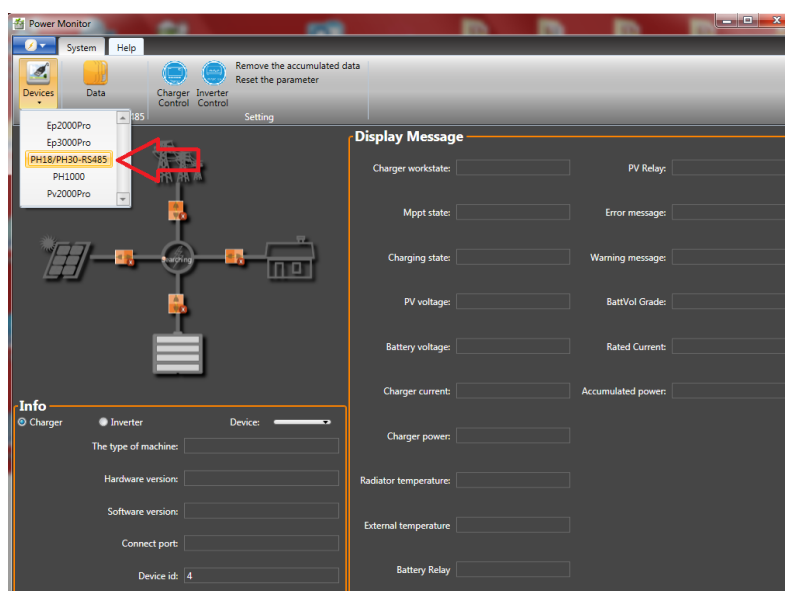 Power Monitor
System Help
Devices Data Charger Control Inverter Control Remove the accumulated data
Reset the parameter
485 Setting
Ep2000Pro
Ep3000Pro
PH18/PH30-RS485
PH1000
Pv2000Pro
Searching
Display Message
Charger workstate: PV Relay:
Mppt state: Error message:
Charging state: Warning message:
PV voltage: BattVol Grade:
Battery voltage: Rated Current:
Charger current: Accumulated power:
Charger power:
Radiator temperature:
External temperature
Battery Relay
Info
Charger Inverter Device:
The type of machine:
Hardware version:
Software version:
Connect port:
Device id: 4